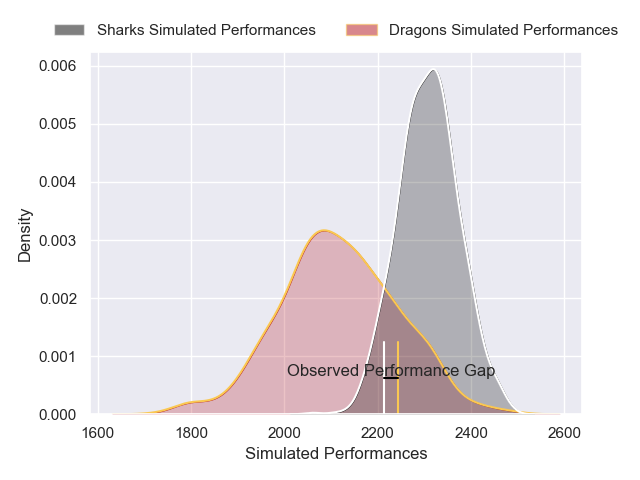 Sharks Simulated Performances
Dragons Simulated Performances
0.006
0.005
0.004
0.003
0.002
0.001
0.000
Density
Observed Performance Gap
1600 1800 2000 2200 2400 2600
Simulated Performances